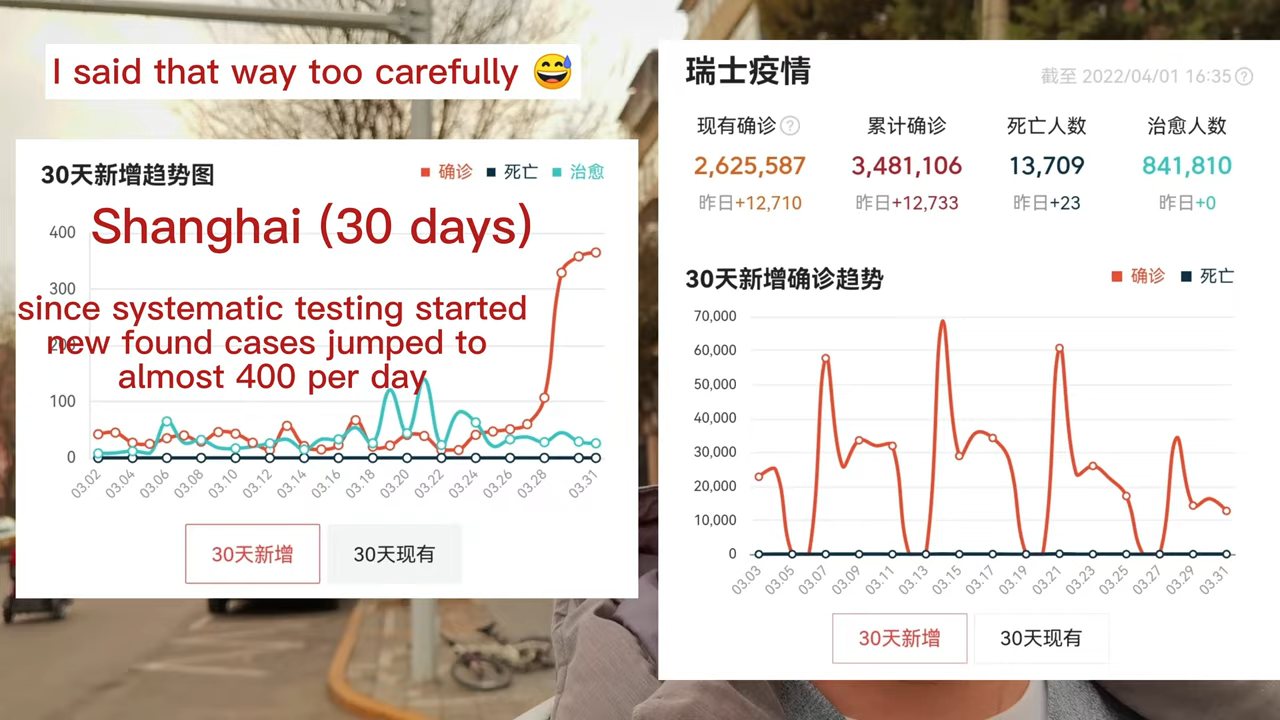 I said that way too carefully 😅
30天新增趋势图
确诊 死亡 治愈
Shanghai (30 days)
since systematic testing started
new found cases jumped to
almost 400 per day
400
300
200
100
0
03.02 03.04 03.06 03.08 03.10 03.12 03.14 03.16 03.18 03.20 03.22 03.24 03.26 03.28 03.31
30天新增 30天现有
瑞士疫情
截至 2022/04/01 16:35 ?
现有确诊 ? 累计确诊 死亡人数 治愈人数
2,625,587 3,481,106 13,709 841,810
昨日+12,710 昨日+12,733 昨日+23 昨日+0
30天新增确诊趋势
确诊 死亡
70,000
60,000
50,000
40,000
30,000
20,000
10,000
0
03.03 03.05 03.07 03.09 03.11 03.13 03.15 03.17 03.19 03.21 03.23 03.25 03.27 03.29 03.31
30天新增 30天现有